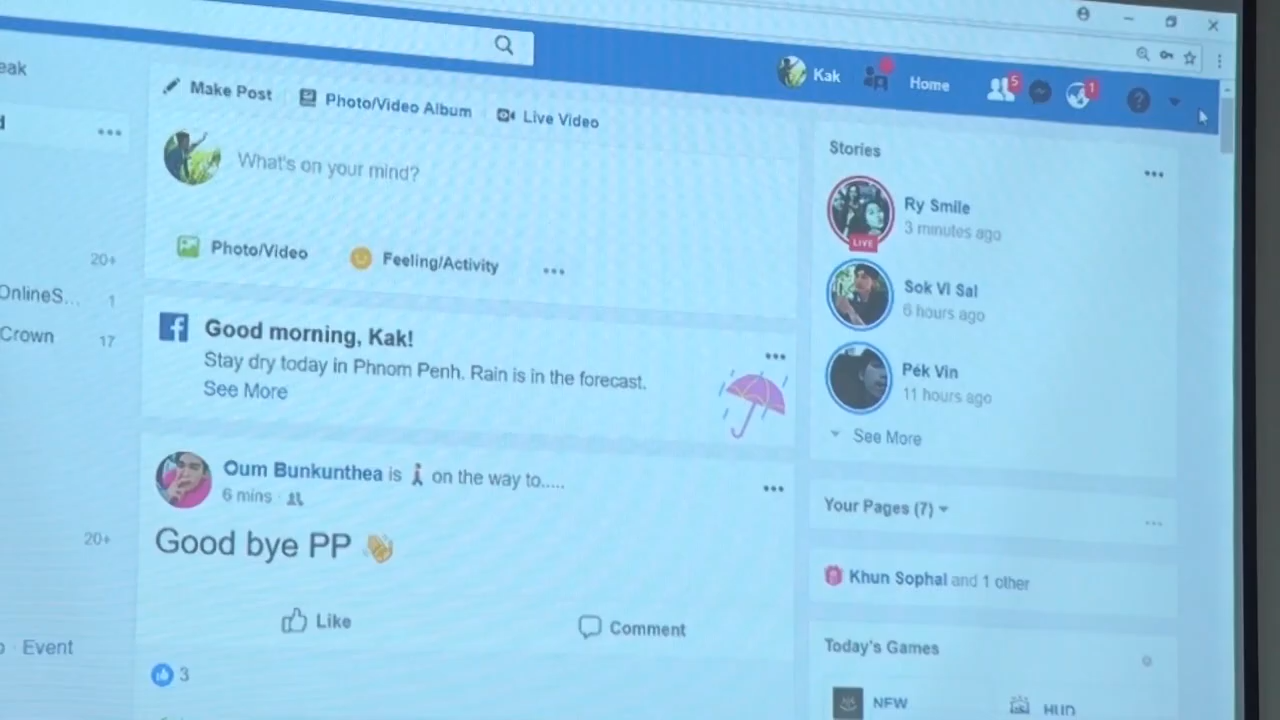 eak
Kak
Home
5
1
Make Post
Photo/Video Album
Live Video
What's on your mind?
Photo/Video
Feeling/Activity
20+
OnlineS... 1
Crown 17
Good morning, Kak!
Stay dry today in Phnom Penh. Rain is in the forecast.
See More
Oum Bunkunthea is on the way to.....
6 mins
Good bye PP
Like
Comment
3
20+
Event
Stories
Ry Smile
3 minutes ago
LIVE
Sok Vi Sal
6 hours ago
Pék Vin
11 hours ago
See More
Your Pages (7)
Khun Sophal and 1 other
Today's Games